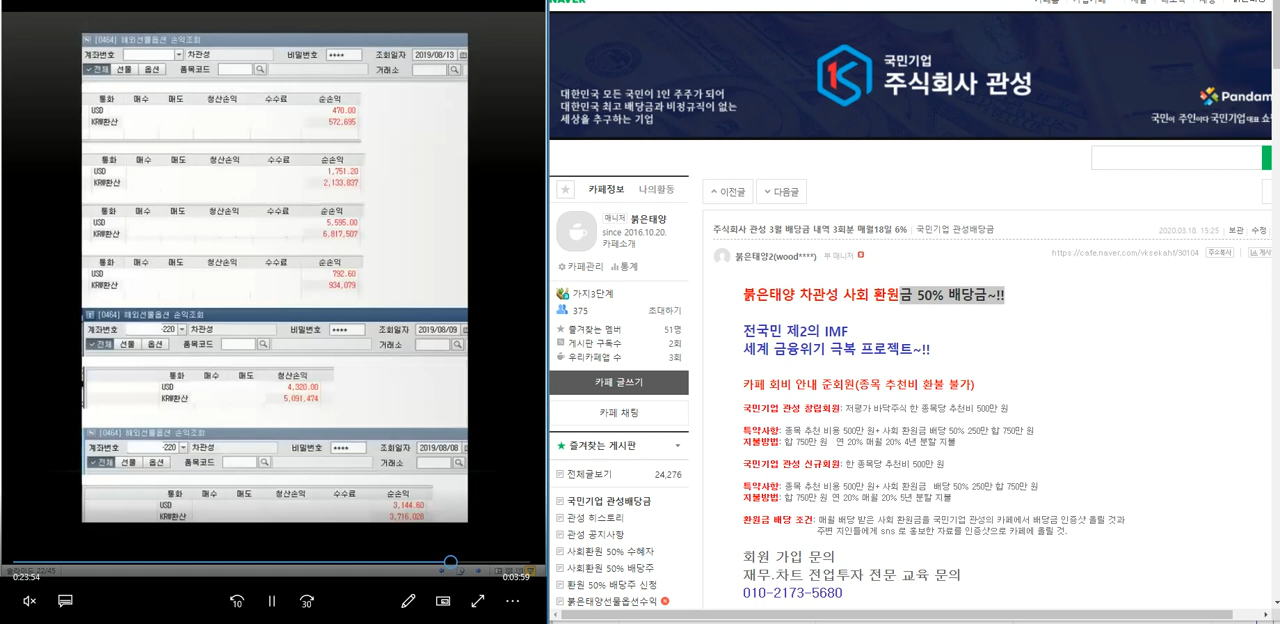 [0464] 해외선물옵션 손익조회
계좌번호 차관성 비밀번호 **** 조회일자 2019/08/13
전체 선물 옵션 품목코드 거래소
통화 매수 매도 청산손익 수수료 순손익
USD 470.00
KRW환산 572,695
통화 매수 매도 청산손익 수수료 순손익
USD 1,751.20
KRW환산 2,133,837
통화 매수 매도 청산손익 수수료 순손익
USD 5,595.00
KRW환산 6,817,507
통화 매수 매도 청산손익 수수료 순손익
USD 792.60
KRW환산 934,079
[0464] 해외선물옵션 손익조회
계좌번호 -220 차관성 비밀번호 **** 조회일자 2019/08/09
전체 선물 옵션 품목코드 거래소
통화 매수 매도 청산손익
USD 4,320.00
KRW환산 5,091,474
[0464] 해외선물옵션 손익조회
계좌번호 -220 차관성 비밀번호 **** 조회일자 2019/08/08
전체 선물 옵션 품목코드 거래소
통화 매수 매도 청산손익 수수료 순손익
USD 3,144.60
KRW환산 3,716,028
슬라이드 22/45
0:23:54 0:03:59
10 30
NAVER
대한민국 모든 국민이 1인 주주가 되어
대한민국 최고 배당금과 비정규직이 없는
세상을 추구하는 기업
국민기업
주식회사 관성
Pandam
국민이 주인이다 국민기업 대표 쇼
카페정보 나의활동
매니저 붉은태양
since 2016.10.20.
카페소개
카페관리 통계
가지3단계
375 초대하기
즐겨찾는 멤버 51명
게시판 구독수 2회
우리카페앱 수 3회
카페 글쓰기
카페 채팅
즐겨찾는 게시판
전체글보기 24,276
국민기업 관성배당금
관성 히스토리
관성 공지사항
사회환원 50% 수혜자
사회환원 50% 배당주
환원 50% 배당주 신청
붉은태양선물옵션수익
이전글 다음글
주식회사 관성 3월 배당금 내역 3회분 매월18일 6% | 국민기업 관성배당금 2020.03.18. 15:25 | 보관 | 수정
붉은태양2(wood****) 부 매니저 https://cafe.naver.com/vksekahf/30104 주소복사
붉은태양 차관성 사회 환원금 50% 배당금~!!
전국민 제2의 IMF
세계 금융위기 극복 프로젝트~!!
카페 회비 안내 준회원(종목 추천비 환불 불가)
국민기업 관성 창립회원: 저평가 바닥주식 한 종목당 추천비 500만 원
특약사항: 종목 추천 비용 500만 원+ 사회 환원금 배당 50% 250만 합 750만 원
지불방법: 합 750만 원 연 20% 매월 20% 4년 분할 지불
국민기업 관성 신규회원: 한 종목당 추천비 500만 원
특약사항: 종목 추천 비용 500만 원+ 사회 환원금 배당 50% 250만 합 750만 원
지불방법: 합 750만 원 연 20% 매월 20% 5년 분할 지불
환원금 배당 조건: 매월 배당 받은 사회 환원금을 국민기업 관성의 카페에서 배당금 인증샷 올릴 것과
주변 지인들에게 sns 로 홍보한 자료를 인증샷으로 카페에 올릴 것.
회원 가입 문의
재무.차트 전업투자 전문 교육 문의
010-2173-5680